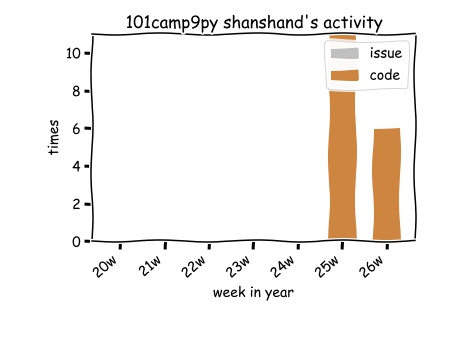 101camp9py shanshand's activity
issue
code
times
10
8
6
4
2
0
20w
21w
22w
23w
24w
25w
26w
week in year